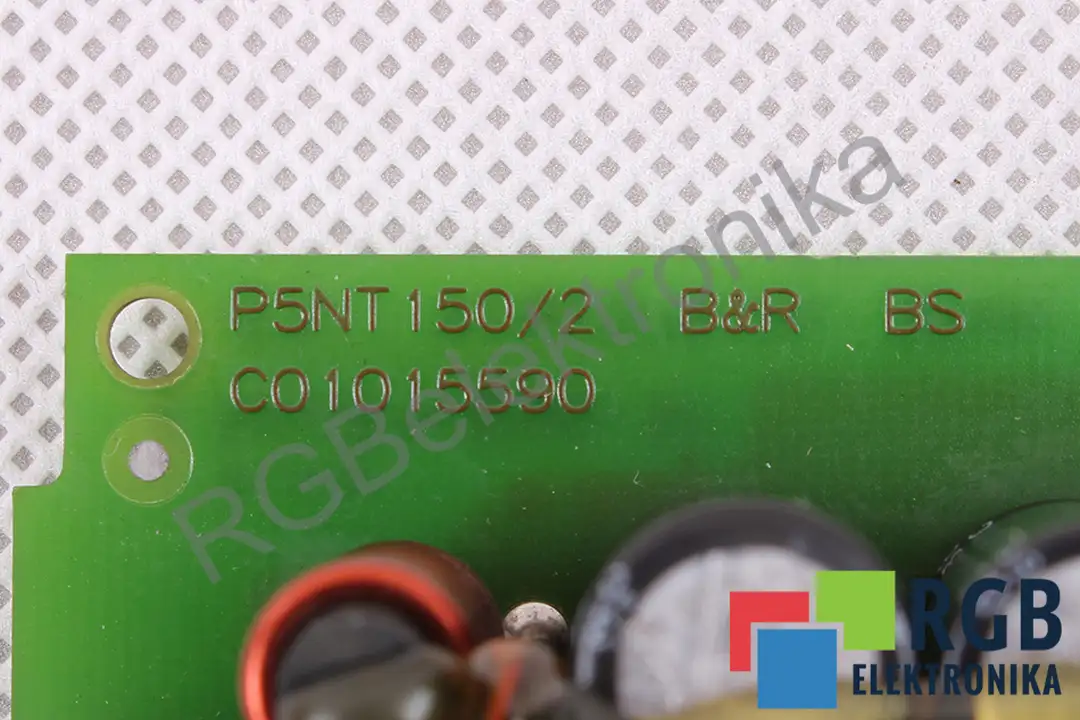 P5NT150/2 B&R BS
C01015590
RGBelektronika
RGB
ELEKTRONIKA